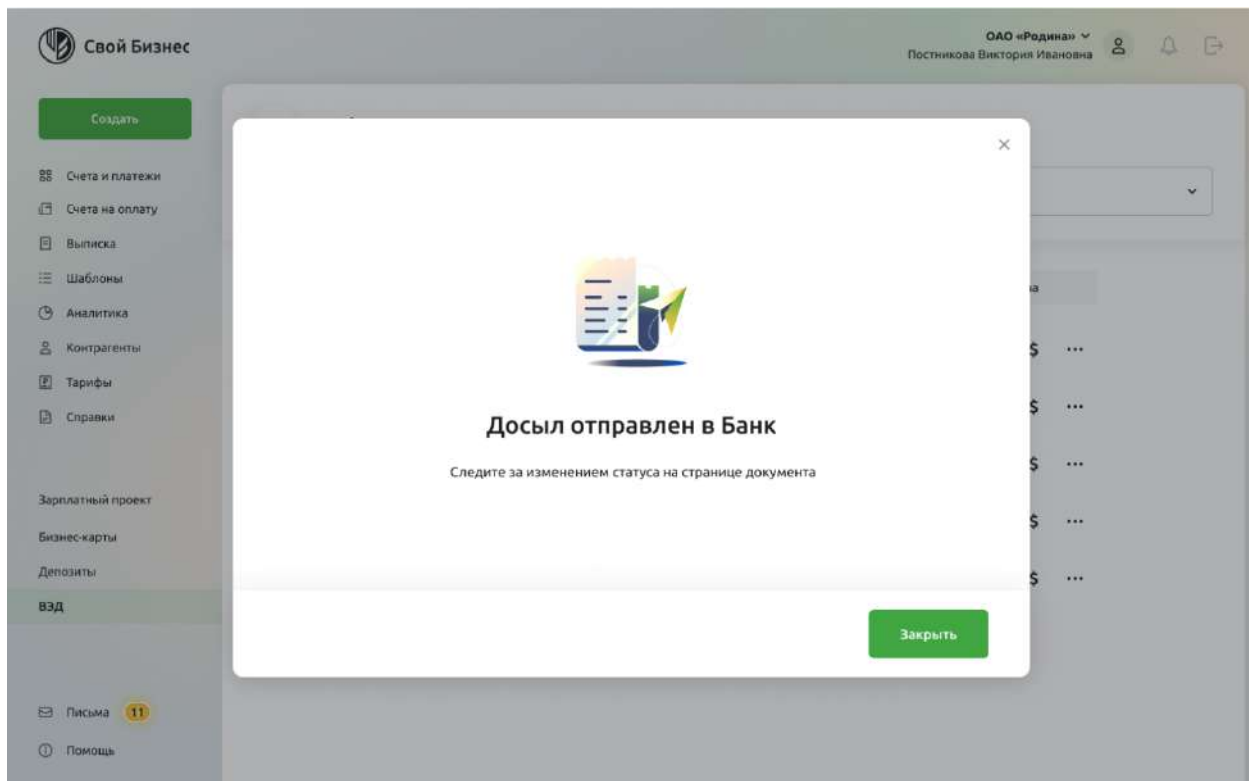 Свой Бизнес
ОАО «Родина»
Постникова Виктория Ивановна
Создать
Счета и платежи
Счета на оплату
Выписка
Шаблоны
Аналитика
Контрагенты
Тарифы
Справки
Зарплатный проект
Бизнес-карты
Депозиты
ВЭД
Письма 11
Помощь
Досыл отправлен в Банк
Следите за изменением статуса на странице документа
Закрыть
$ ...
$ ...
$ ...
$ ...
$ ...